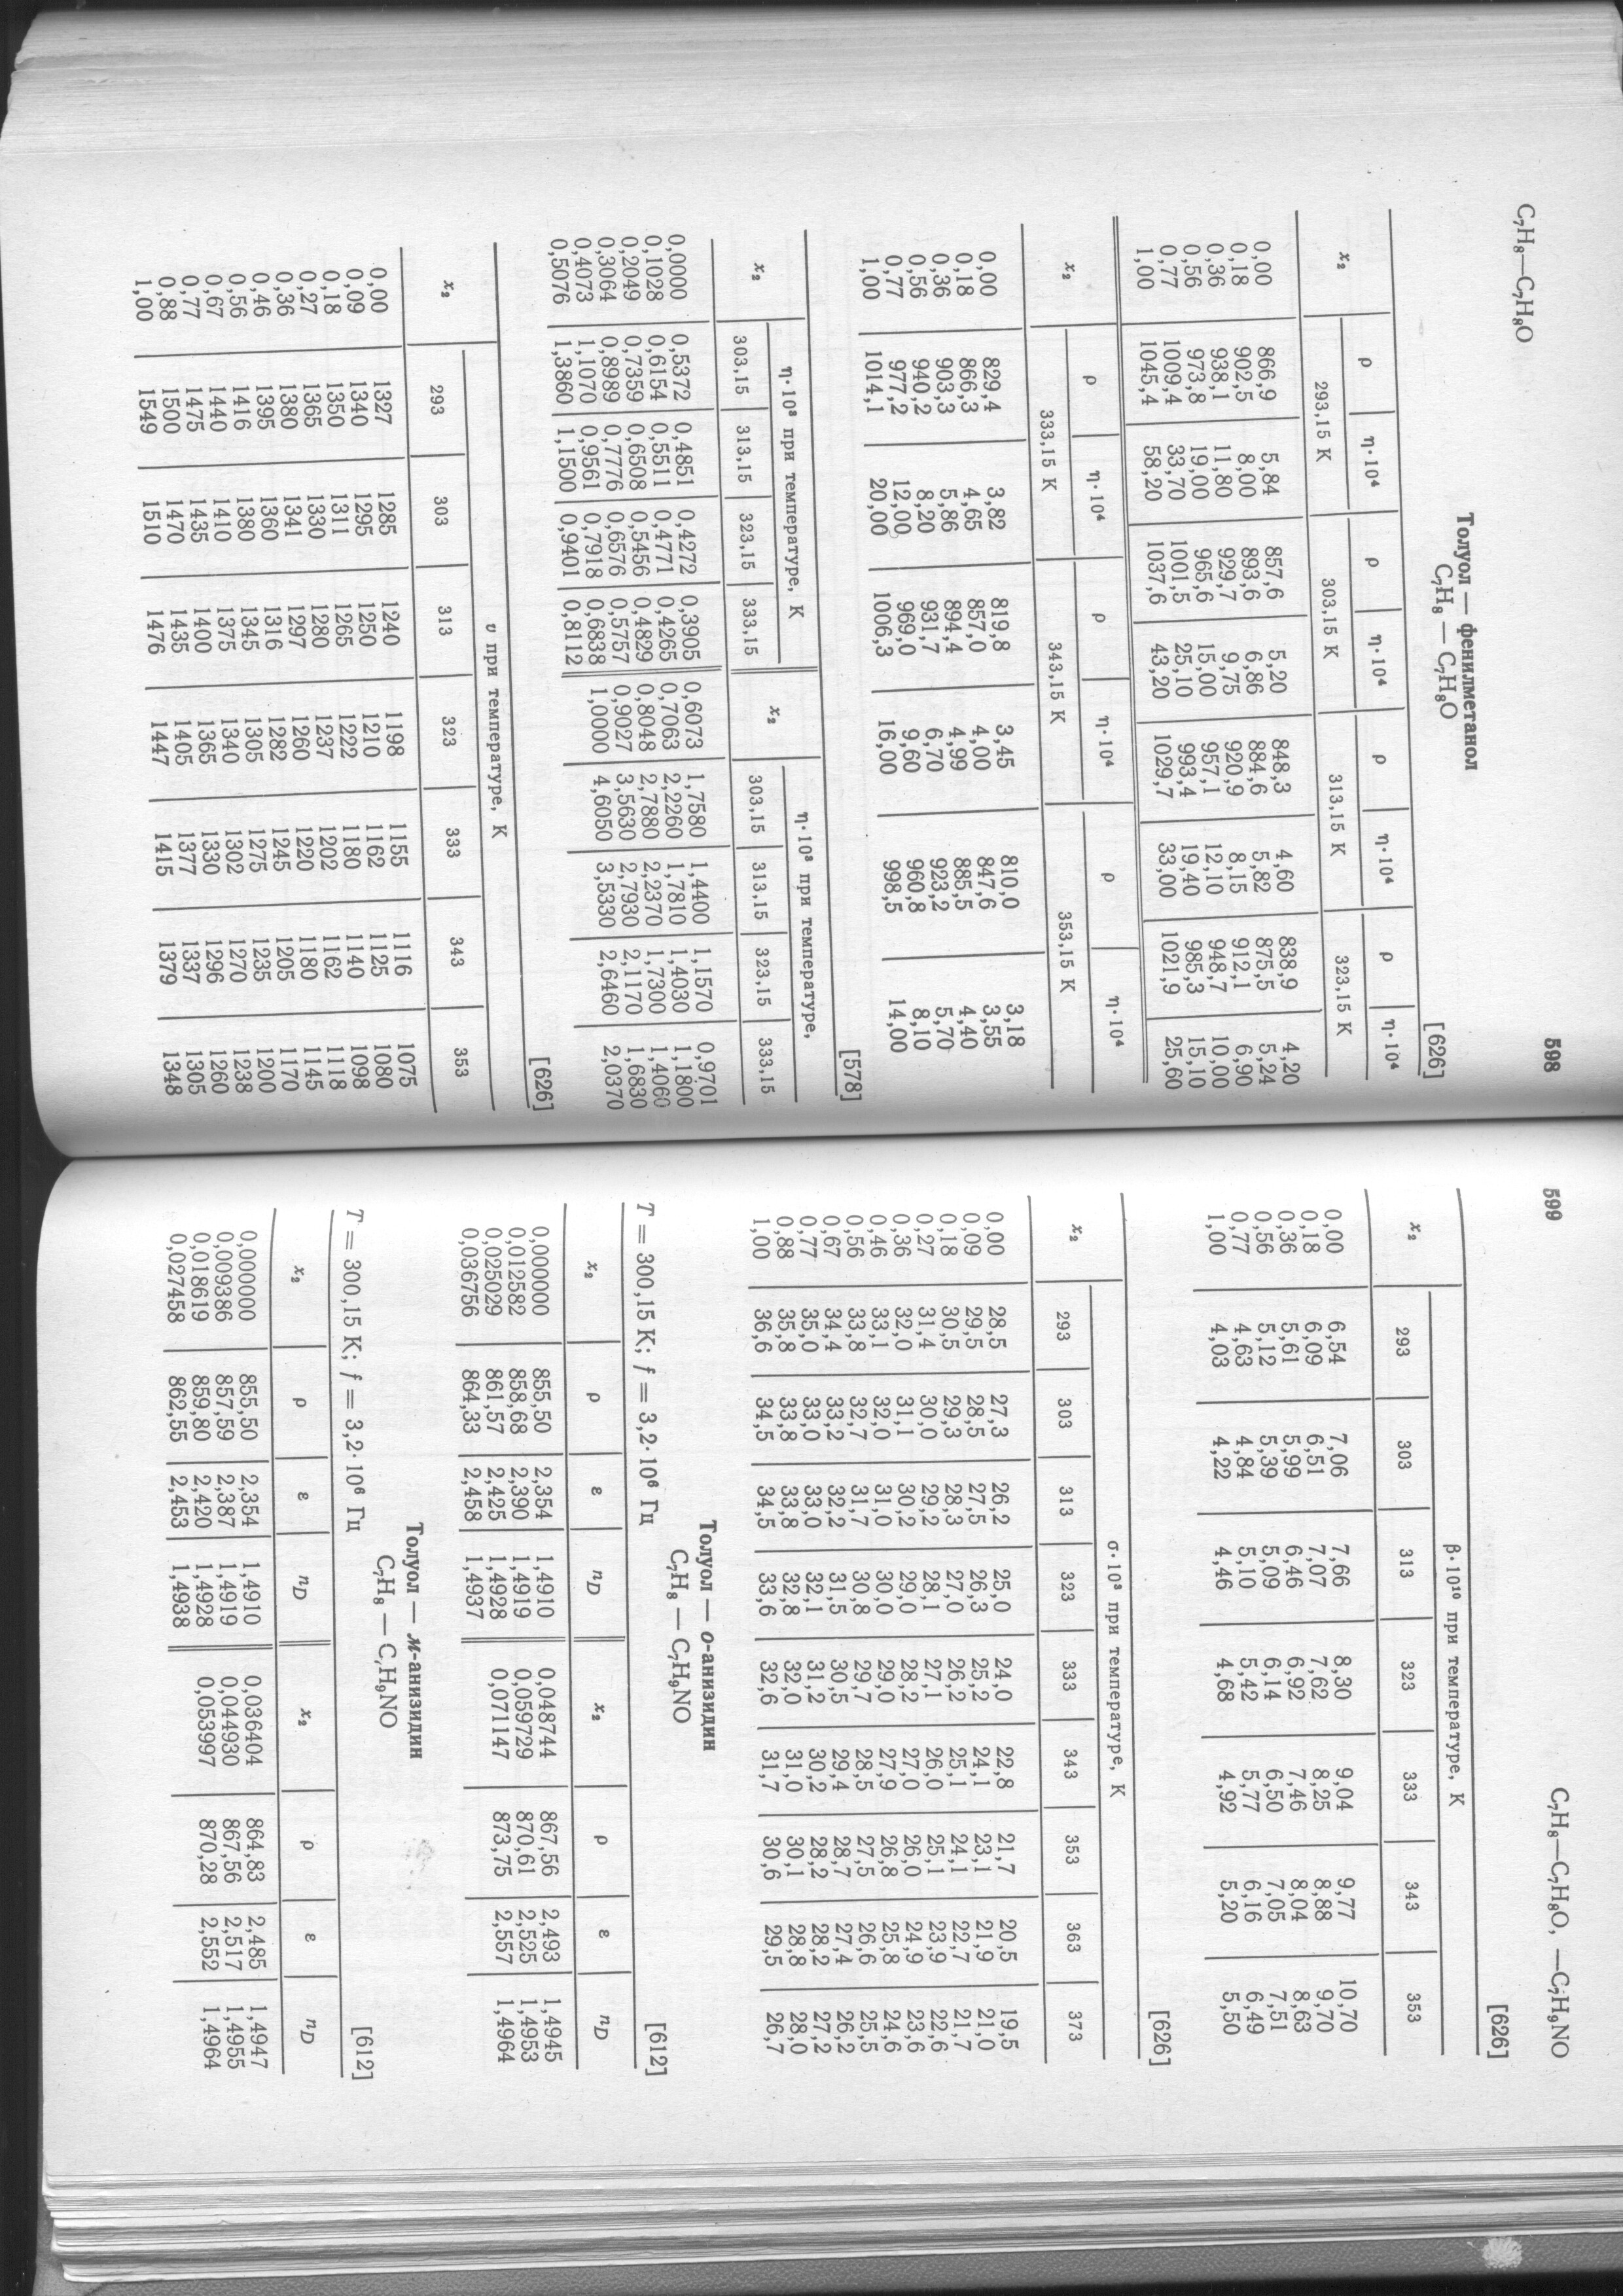 C₇H₈—C₇H₈O 598
Толуол — фенилметанол
C₇H₈ — C₇H₈O
[626]
x₂ 293,15 К 303,15 К 313,15 К 323,15 К
ρ η·10⁴ ρ η·10⁴ ρ η·10⁴ ρ η·10⁴
0,00 866,9 5,84 857,6 5,20 848,3 4,60 838,9 4,20
0,18 902,5 8,00 893,6 6,86 884,6 5,82 875,5 5,24
0,36 938,1 11,80 929,7 9,75 920,9 8,15 912,1 6,90
0,56 973,8 19,00 965,6 15,00 957,1 12,10 948,7 10,00
0,77 1009,4 33,70 1001,5 25,10 993,4 19,40 985,3 15,10
1,00 1045,4 58,20 1037,6 43,20 1029,7 33,00 1021,9 25,60
x₂ 333,15 К 343,15 К 353,15 К
ρ η·10⁴ ρ η·10⁴ ρ η·10⁴
0,00 829,4 3,82 819,8 3,45 810,0 3,18
0,18 866,3 4,65 857,0 4,00 847,6 3,55
0,36 903,3 5,86 894,4 4,99 885,5 4,40
0,56 940,2 8,20 931,7 6,70 923,2 5,70
0,77 977,2 12,00 969,0 9,60 960,8 8,10
1,00 1014,1 20,00 1006,3 16,00 998,5 14,00
[578]
x₂ η·10³ при температуре, К x₂ η·10³ при температуре,
303,15 313,15 323,15 333,15 303,15 313,15 323,15 333,15
0,0000 0,5372 0,4851 0,4272 0,3905 0,6073 1,7580 1,4400 1,1570 0,9701
0,1028 0,6154 0,5511 0,4771 0,4265 0,7063 2,2260 1,7810 1,4030 1,1800
0,2049 0,7359 0,6508 0,5456 0,4829 0,8048 2,7880 2,2370 1,7300 1,4060
0,3064 0,8989 0,7776 0,6576 0,5757 0,9027 3,5630 2,7930 2,1170 1,6830
0,4073 1,1070 0,9561 0,7918 0,6838 1,0000 4,6050 3,5330 2,6460 2,0370
0,5076 1,3860 1,1500 0,9401 0,8112
[626]
x₂ υ при температуре, К
293 303 313 323 333 343 353
0,00 1327 1285 1240 1198 1155 1116 1075
0,09 1340 1295 1250 1210 1162 1125 1080
0,18 1350 1311 1265 1222 1180 1140 1098
0,27 1365 1330 1280 1237 1202 1162 1118
0,36 1380 1341 1297 1260 1220 1180 1145
0,46 1395 1360 1316 1282 1245 1205 1170
0,56 1416 1380 1345 1305 1275 1235 1200
0,67 1440 1410 1375 1340 1302 1270 1238
0,77 1475 1435 1400 1365 1330 1296 1260
0,88 1500 1470 1435 1405 1377 1337 1305
1,00 1549 1510 1476 1447 1415 1379 1348
599 C₇H₈—C₇H₈O, —C₇H₉NO
[626]
x₂ β·10¹⁰ при температуре, К
293 303 313 323 333 343 353
0,00 6,54 7,06 7,66 8,30 9,04 9,77 10,70
0,18 6,09 6,51 7,07 7,62 8,25 8,88 9,70
0,36 5,61 5,99 6,46 6,92 7,46 8,04 8,63
0,56 5,12 5,39 5,09 6,14 6,50 7,05 7,51
0,77 4,63 4,84 5,10 5,42 5,77 6,16 6,49
1,00 4,03 4,22 4,46 4,68 4,92 5,20 5,50
[626]
x₂ σ·10³ при температуре, К
293 303 313 323 333 343 353 363 373
0,00 28,5 27,3 26,2 25,0 24,0 22,8 21,7 20,5 19,5
0,09 29,5 28,5 27,5 26,3 25,2 24,1 23,1 21,9 21,0
0,18 30,5 29,3 28,3 27,0 26,2 25,1 24,1 22,7 21,7
0,27 31,4 30,0 29,2 28,1 27,1 26,0 25,1 23,9 22,6
0,36 32,0 31,1 30,2 29,0 28,2 27,0 26,0 24,9 23,6
0,46 33,1 32,0 31,0 30,0 29,0 27,9 26,8 25,8 24,6
0,56 33,8 32,7 31,7 30,8 29,7 28,5 27,5 26,6 25,5
0,67 34,4 33,2 32,2 31,5 30,5 29,4 28,7 27,4 26,2
0,77 35,0 33,0 33,0 32,1 31,2 30,2 28,2 28,2 27,2
0,88 35,8 33,8 33,8 32,8 32,0 31,0 30,1 28,8 28,0
1,00 36,6 34,5 34,5 33,6 32,6 31,7 30,6 29,5 26,7
Толуол — о-анизидин
C₇H₈ — C₇H₉NO
T = 300,15 К; f = 3,2·10⁶ Гц [612]
x₂ ρ ε n_D x₂ ρ ε n_D
0,000000 855,50 2,354 1,4910 0,048744 867,56 2,493 1,4945
0,012582 858,68 2,390 1,4919 0,059729 870,61 2,525 1,4953
0,025029 861,57 2,425 1,4928 0,071147 873,75 2,557 1,4964
0,036756 864,33 2,458 1,4937
Толуол — м-анизидин
C₇H₈ — C₇H₉NO
T = 300,15 К; f = 3,2·10⁶ Гц [612]
x₂ ρ ε n_D x₂ ρ ε n_D
0,000000 855,50 2,354 1,4910 0,036404 864,83 2,485 1,4947
0,009386 857,59 2,387 1,4919 0,044930 867,56 2,517 1,4955
0,018619 859,80 2,420 1,4928 0,053997 870,28 2,552 1,4964
0,027458 862,55 2,453 1,4938